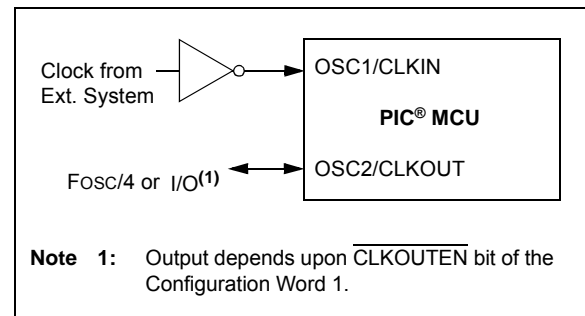 Clock from
Ext. System
OSC1/CLKIN
PIC® MCU
FOSC/4 or I/O(1)
OSC2/CLKOUT
Note 1: Output depends upon CLKOUTEN bit of the
Configuration Word 1.